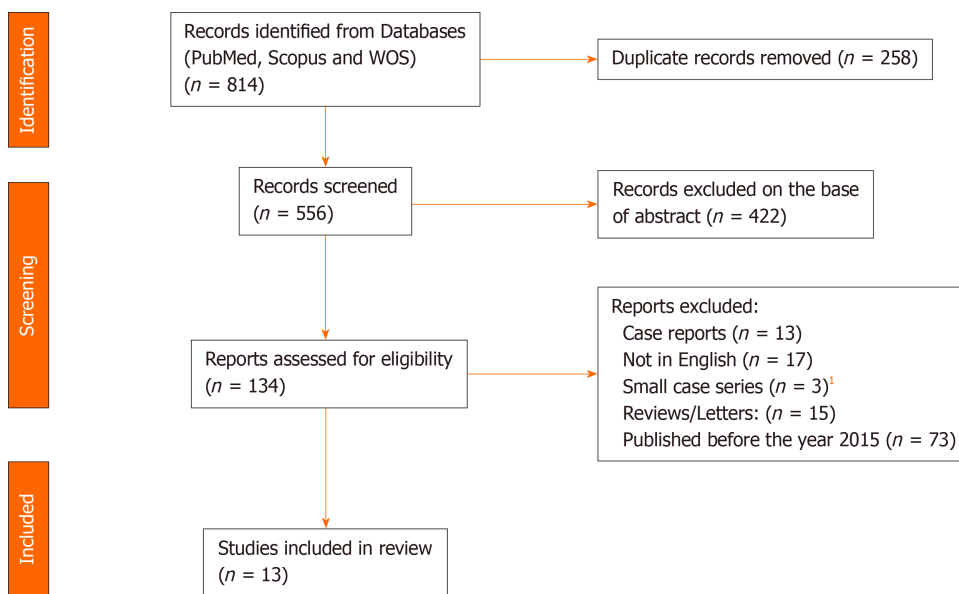 Identification
Records identified from Databases
(PubMed, Scopus and WOS)
(n = 814)
Duplicate records removed (n = 258)
Screening
Records screened
(n = 556)
Records excluded on the base
of abstract (n = 422)
Reports assessed for eligibility
(n = 134)
Reports excluded:
Case reports (n = 13)
Not in English (n = 17)
Small case series (n = 3)¹
Reviews/Letters: (n = 15)
Published before the year 2015 (n = 73)
Included
Studies included in review
(n = 13)